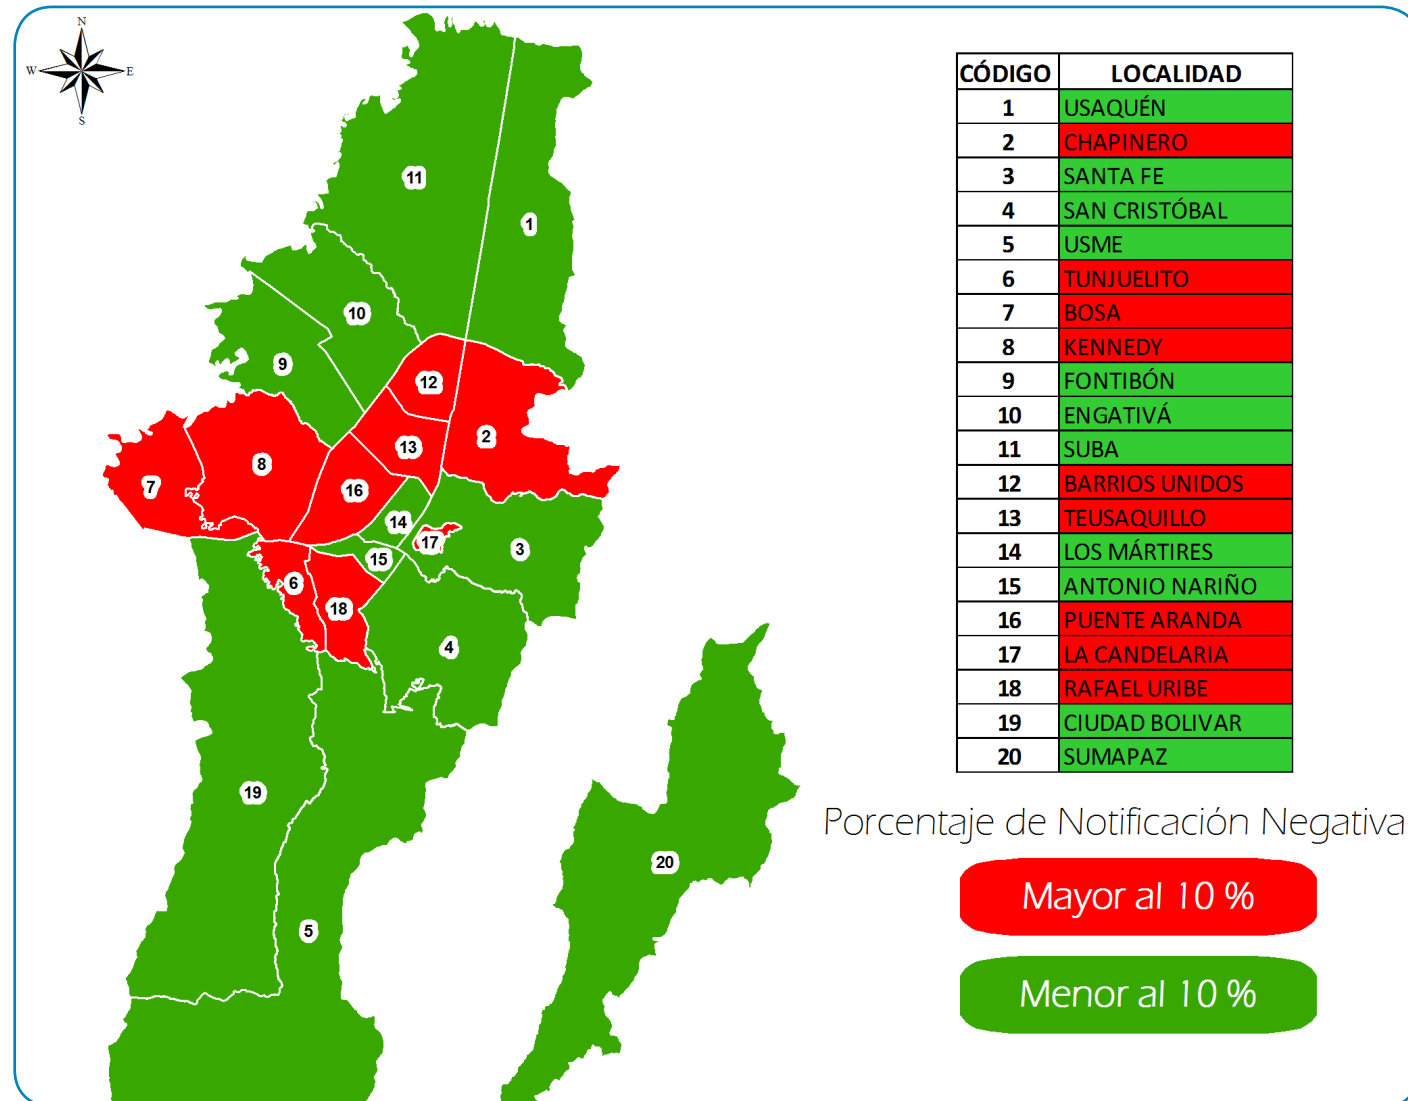 N
W E
S
CÓDIGO LOCALIDAD
1 USAQUÉN
2 CHAPINERO
3 SANTA FE
4 SAN CRISTÓBAL
5 USME
6 TUNJUELITO
7 BOSA
8 KENNEDY
9 FONTIBÓN
10 ENGATIVÁ
11 SUBA
12 BARRIOS UNIDOS
13 TEUSAQUILLO
14 LOS MÁRTIRES
15 ANTONIO NARIÑO
16 PUENTE ARANDA
17 LA CANDELARIA
18 RAFAEL URIBE
19 CIUDAD BOLIVAR
20 SUMAPAZ
11
1
10
9
12
2
13
8
7
16
14
17
3
15
6
18
4
19
20
5
Porcentaje de Notificación Negativa
Mayor al 10 %
Menor al 10 %